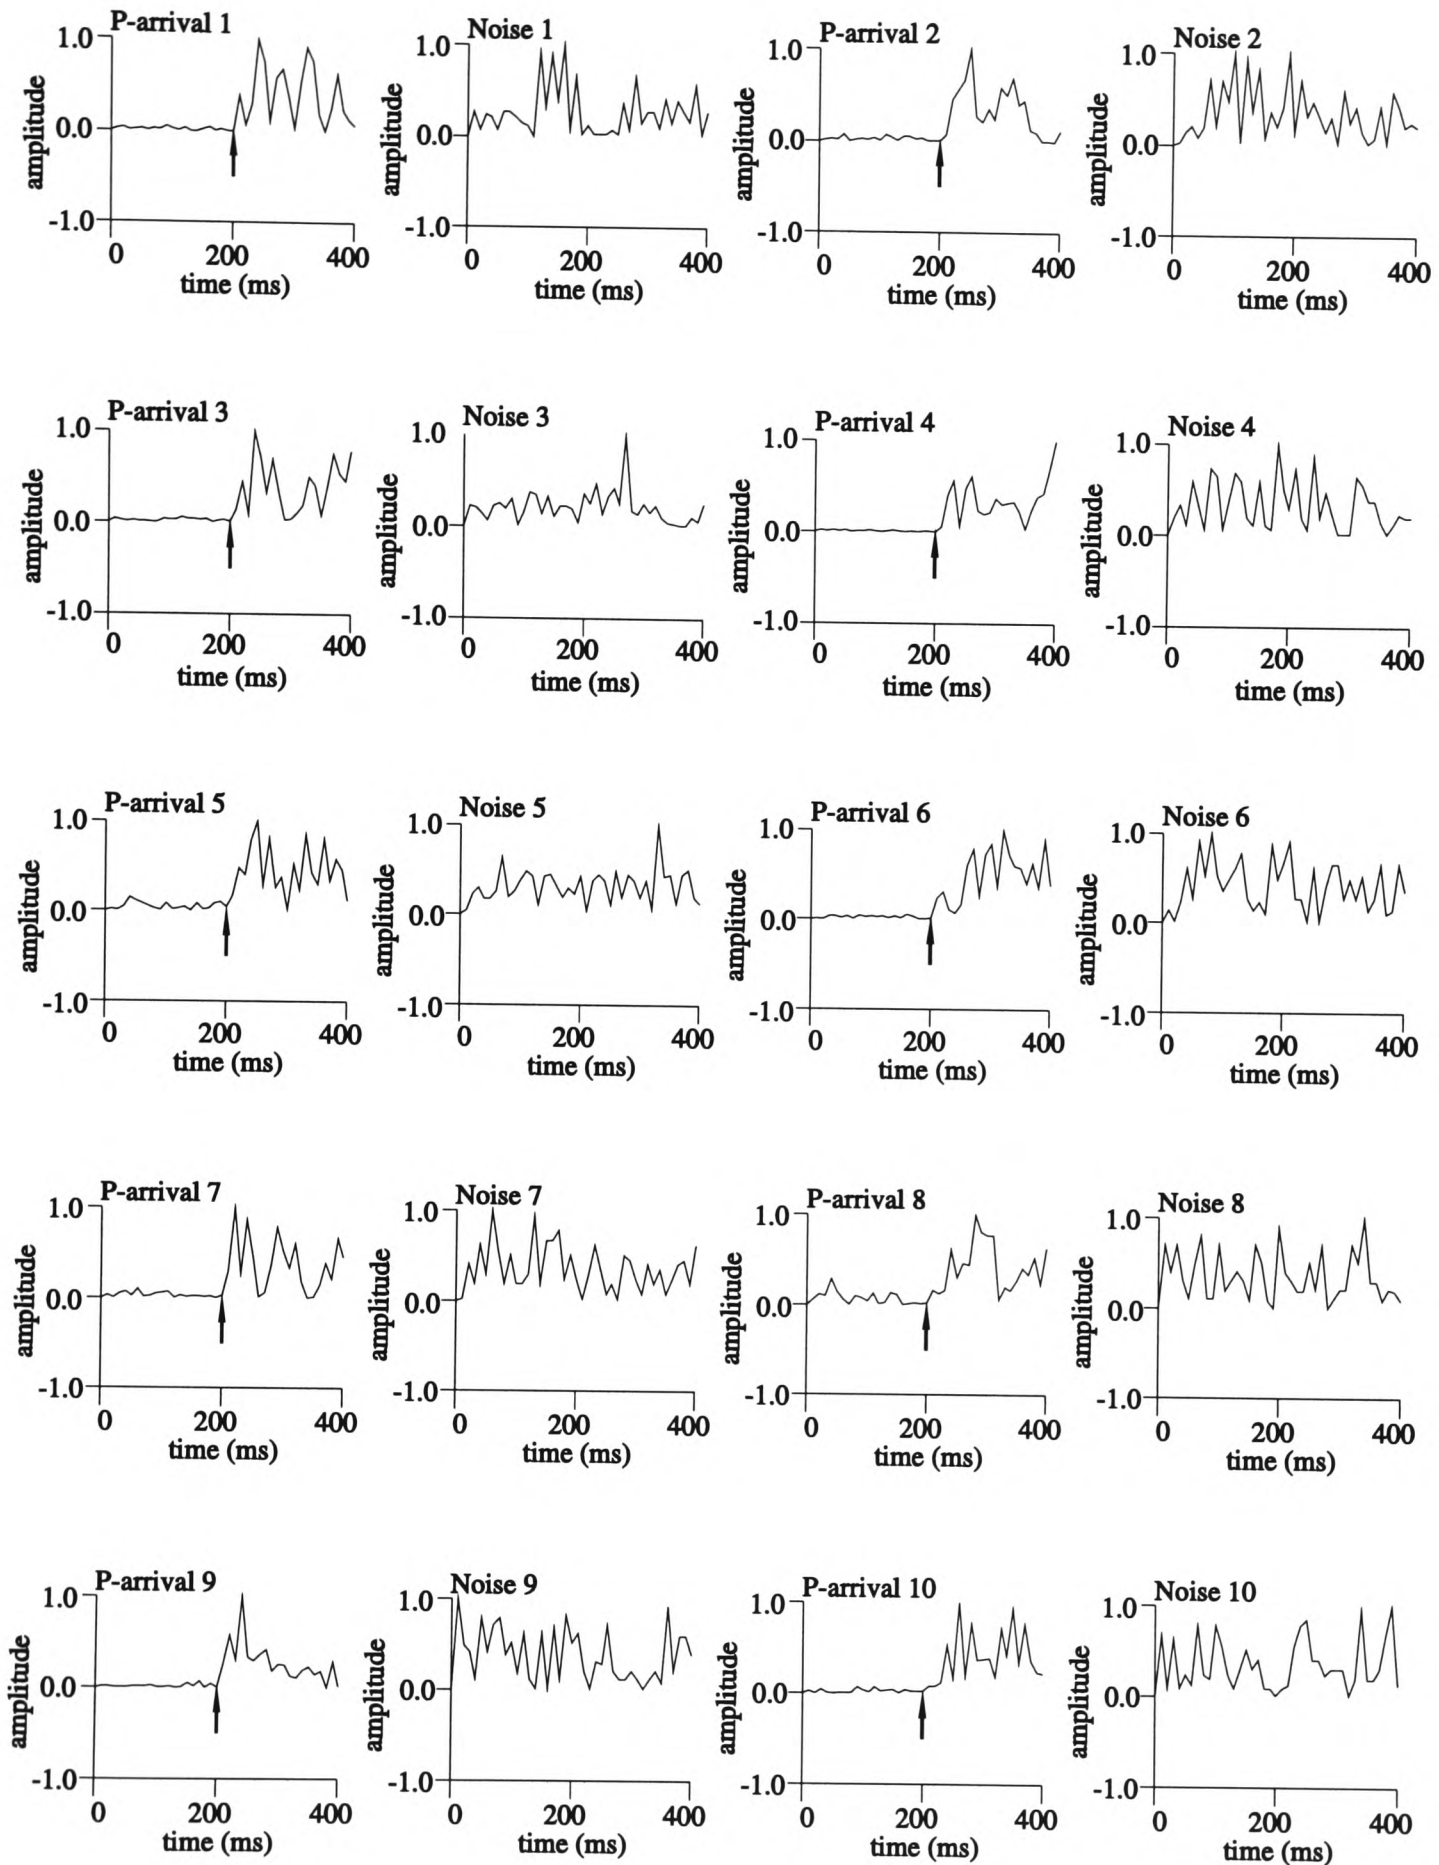 P-arrival 1
1.0
0.0
-1.0
amplitude
0 200 400
time (ms)
Noise 1
1.0
0.0
-1.0
amplitude
0 200 400
time (ms)
P-arrival 2
1.0
0.0
-1.0
amplitude
0 200 400
time (ms)
Noise 2
1.0
0.0
-1.0
amplitude
0 200 400
time (ms)
P-arrival 3
1.0
0.0
-1.0
amplitude
0 200 400
time (ms)
Noise 3
1.0
0.0
-1.0
amplitude
0 200 400
time (ms)
P-arrival 4
1.0
0.0
-1.0
amplitude
0 200 400
time (ms)
Noise 4
1.0
0.0
-1.0
amplitude
0 200 400
time (ms)
P-arrival 5
1.0
0.0
-1.0
amplitude
0 200 400
time (ms)
Noise 5
1.0
0.0
-1.0
amplitude
0 200 400
time (ms)
P-arrival 6
1.0
0.0
-1.0
amplitude
0 200 400
time (ms)
Noise 6
1.0
0.0
-1.0
amplitude
0 200 400
time (ms)
P-arrival 7
1.0
0.0
-1.0
amplitude
0 200 400
time (ms)
Noise 7
1.0
0.0
-1.0
amplitude
0 200 400
time (ms)
P-arrival 8
1.0
0.0
-1.0
amplitude
0 200 400
time (ms)
Noise 8
1.0
0.0
-1.0
amplitude
0 200 400
time (ms)
P-arrival 9
1.0
0.0
-1.0
amplitude
0 200 400
time (ms)
Noise 9
1.0
0.0
-1.0
amplitude
0 200 400
time (ms)
P-arrival 10
1.0
0.0
-1.0
amplitude
0 200 400
time (ms)
Noise 10
1.0
0.0
-1.0
amplitude
0 200 400
time (ms)